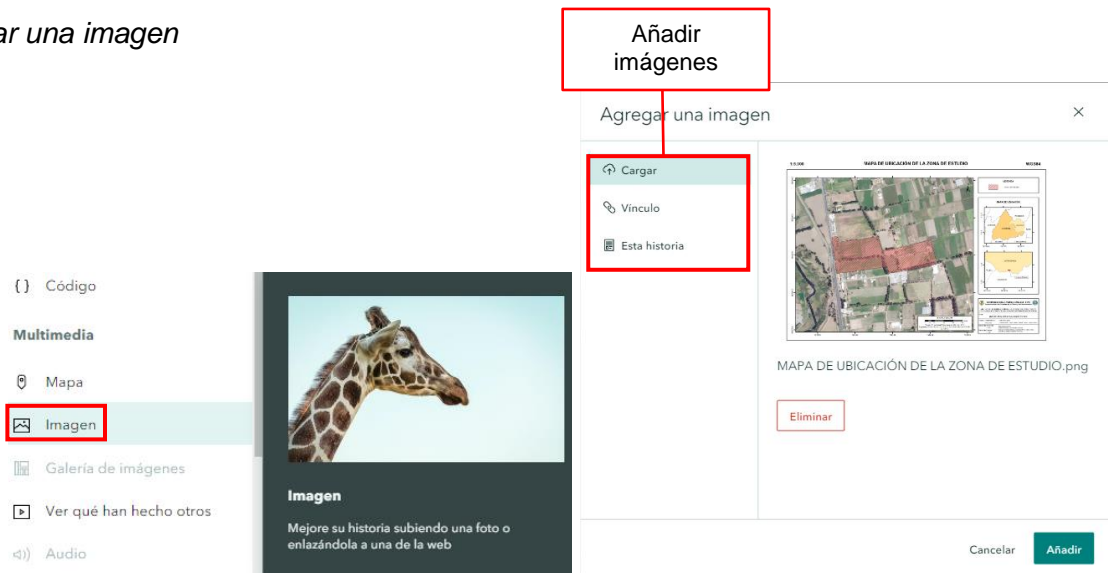 ar una imagen
Añadir
imágenes
Agregar una imagen
Cargar
Vínculo
Esta historia
MAPA DE UBICACIÓN DE LA ZONA DE ESTUDIO
MAPA DE UBICACIÓN DE LA ZONA DE ESTUDIO.png
Eliminar
Cancelar
Añadir
{} Código
Multimedia
Mapa
Imagen
Galería de imágenes
Ver qué han hecho otros
Audio
Imagen
Mejore su historia subiendo una foto o
enlazándola a una de la web